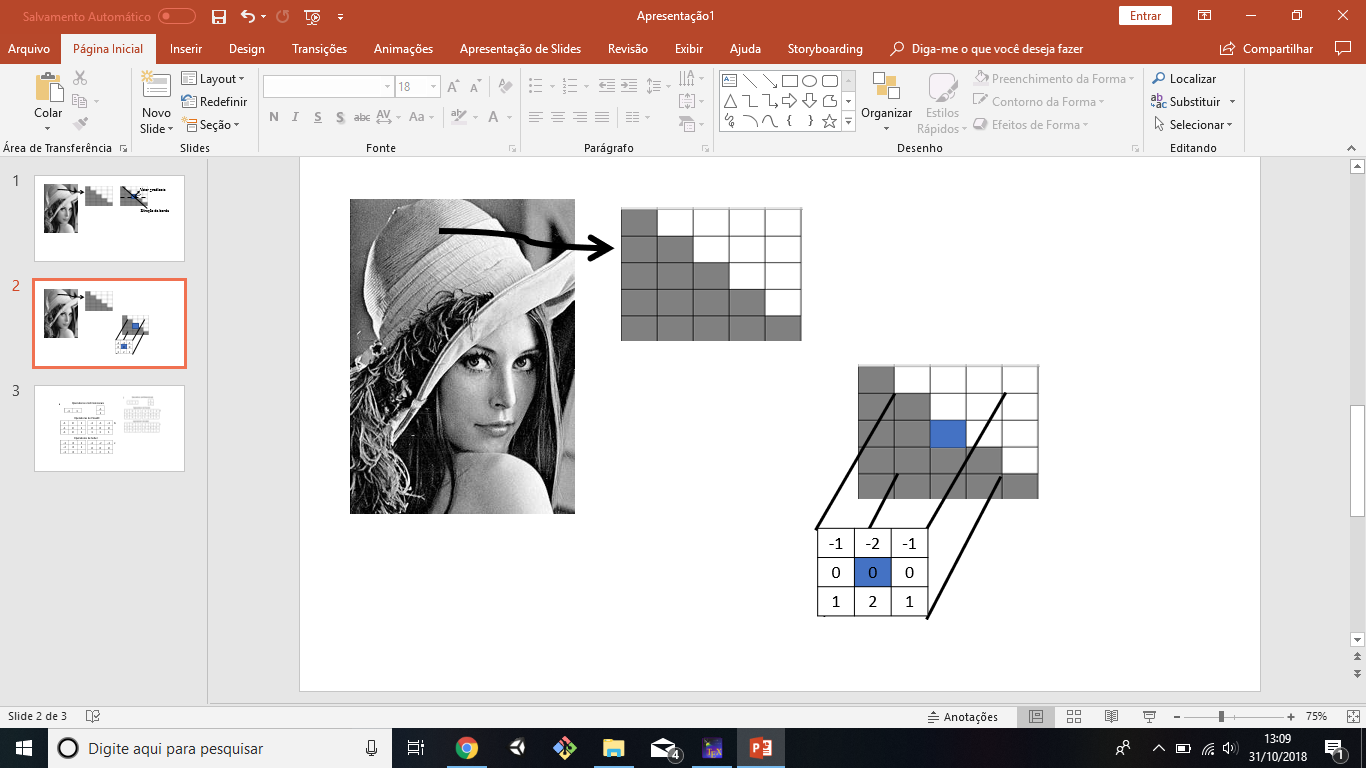 Salvamento Automático
Apresentação1
Entrar
Arquivo Página Inicial Inserir Design Transições Animações Apresentação de Slides Revisão Exibir Ajuda Storyboarding Diga-me o que você deseja fazer Compartilhar
Colar
Novo Slide
Layout
Redefinir
Seção
18
N I S S abc AV Aa A
Organizar
Estilos Rápidos
Preenchimento da Forma
Contorno da Forma
Efeitos de Forma
Localizar
Substituir
Selecionar
Área de Transferência Slides Fonte Parágrafo Desenho Editando
1
2
3
-1 -2 -1
0 0 0
1 2 1
Slide 2 de 3
Anotações
75%
Digite aqui para pesquisar
4
13:09
31/10/2018
1